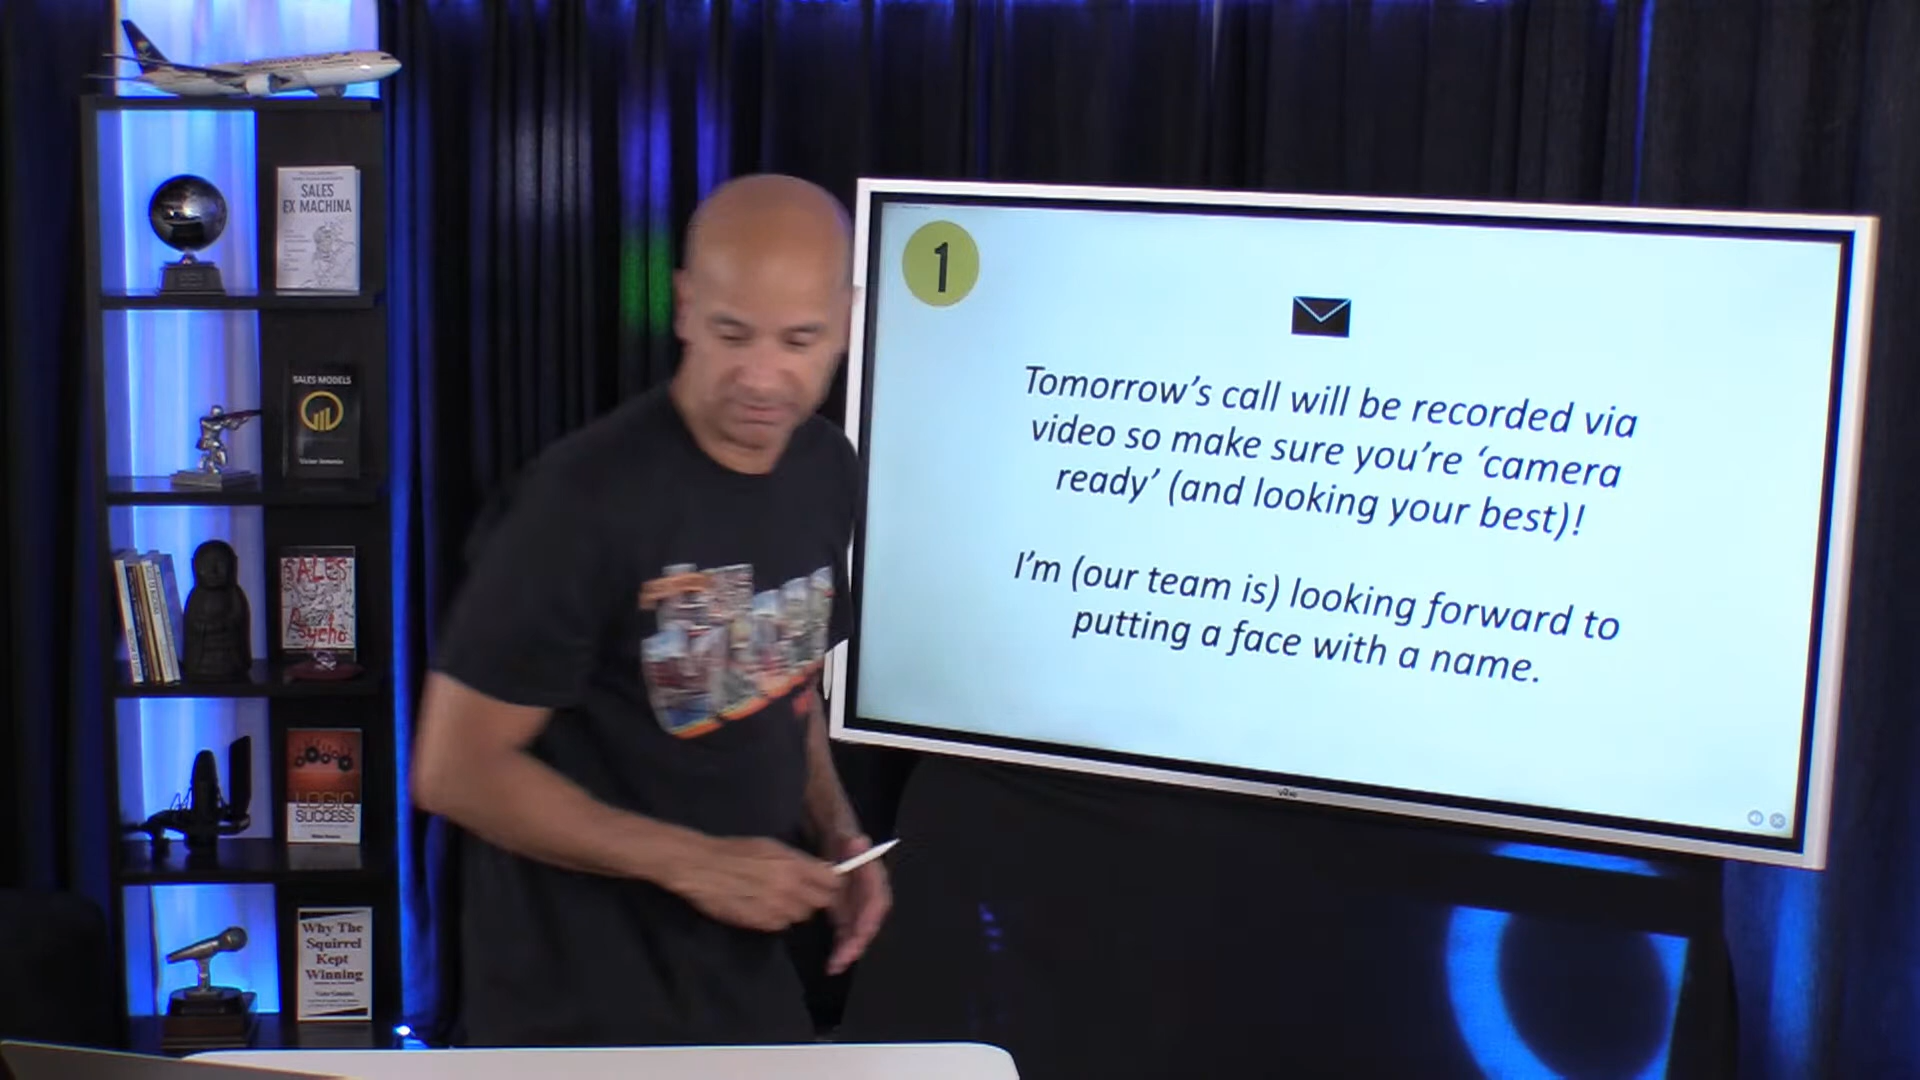 1
Tomorrow’s call will be recorded via
video so make sure you’re ‘camera
ready’ (and looking your best)!
I’m (our team is) looking forward to
putting a face with a name.
SALES
EX MACHINA
SALES MODELS
SALES
Psycho
LOGIC
SUCCESS
Why The
Squirrel
Kept
Winning